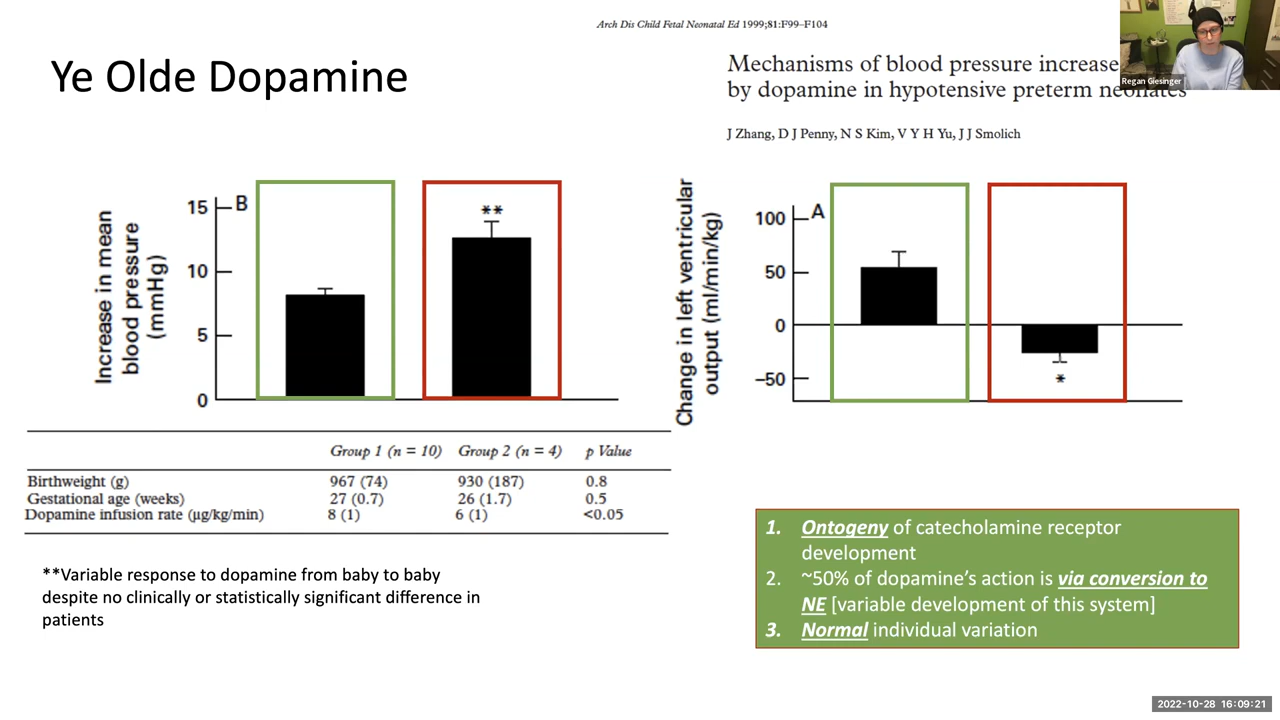 Arch Dis Child Fetal Neonatal Ed 1999;81:F99–F104
Ye Olde Dopamine
Mechanisms of blood pressure increase
by dopamine in hypotensive preterm neonates
Regan Giesinger
J Zhang, D J Penny, N S Kim, V Y H Yu, J J Smolich
Increase in mean
blood pressure
(mmHg)
15
B
**
10
5
0
Change in left ventricular
output (ml/min/kg)
100
A
50
0
–50
*
Group 1 (n = 10) Group 2 (n = 4) p Value
Birthweight (g) 967 (74) 930 (187) 0.8
Gestational age (weeks) 27 (0.7) 26 (1.7) 0.5
Dopamine infusion rate (µg/kg/min) 8 (1) 6 (1) <0.05
**Variable response to dopamine from baby to baby
despite no clinically or statistically significant difference in
patients
1. Ontogeny of catecholamine receptor
development
2. ~50% of dopamine's action is via conversion to
NE [variable development of this system]
3. Normal individual variation
2022-10-28 16:09:21